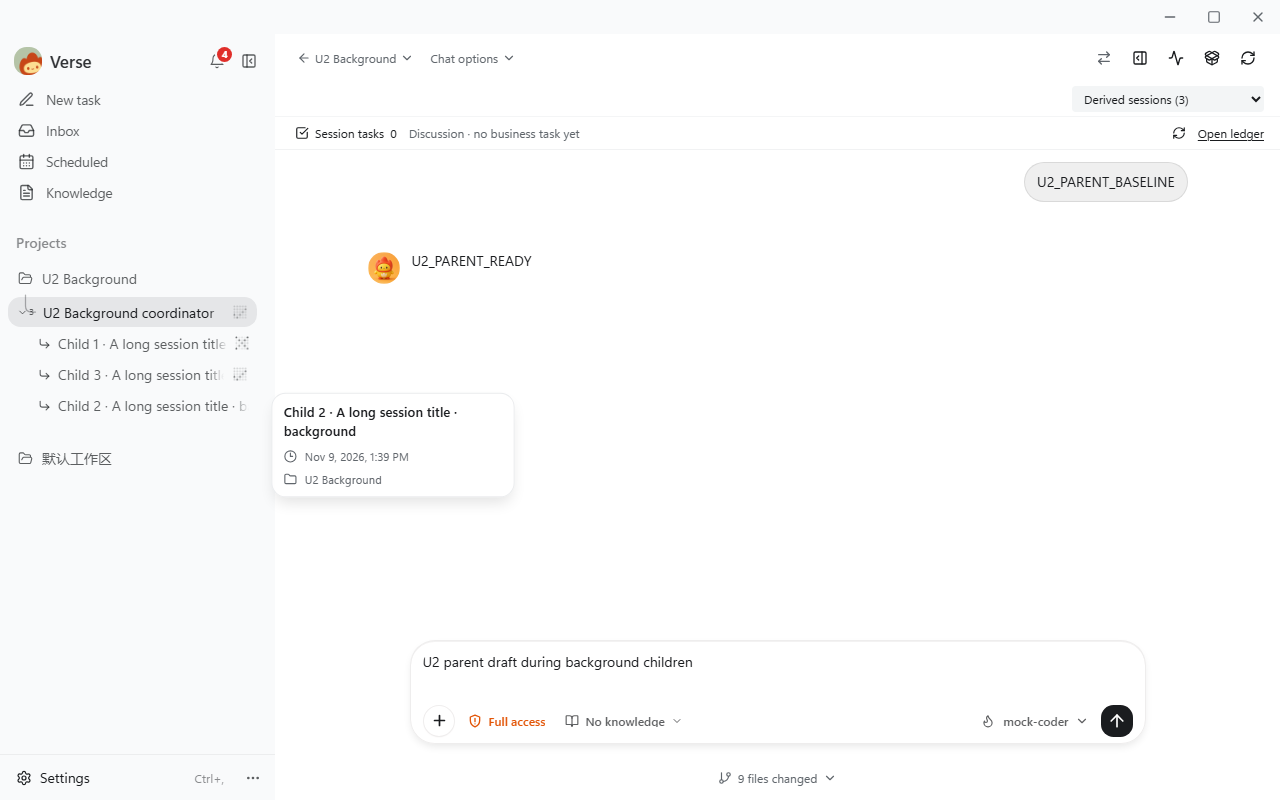 Verse
4
New task
Inbox
Scheduled
Knowledge
Projects
U2 Background
3 U2 Background coordinator
Child 1 · A long session title
Child 3 · A long session titl
Child 2 · A long session title · b
默认工作区
Settings
Ctrl+,
U2 Background
Chat options
Derived sessions (3)
Session tasks 0
Discussion · no business task yet
Open ledger
U2_PARENT_BASELINE
U2_PARENT_READY
Child 2 · A long session title ·
background
Nov 9, 2026, 1:39 PM
U2 Background
U2 parent draft during background children
Full access
No knowledge
mock-coder
9 files changed